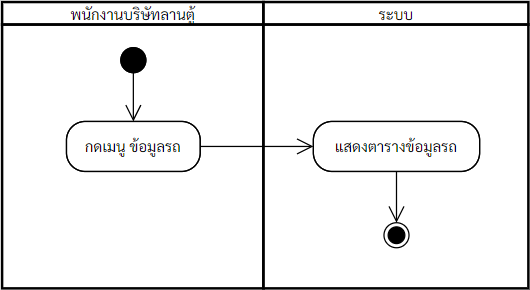 พนักงานบริษัทลานตู้
ระบบ
กดเมนู ข้อมูลรถ
แสดงตารางข้อมูลรถ